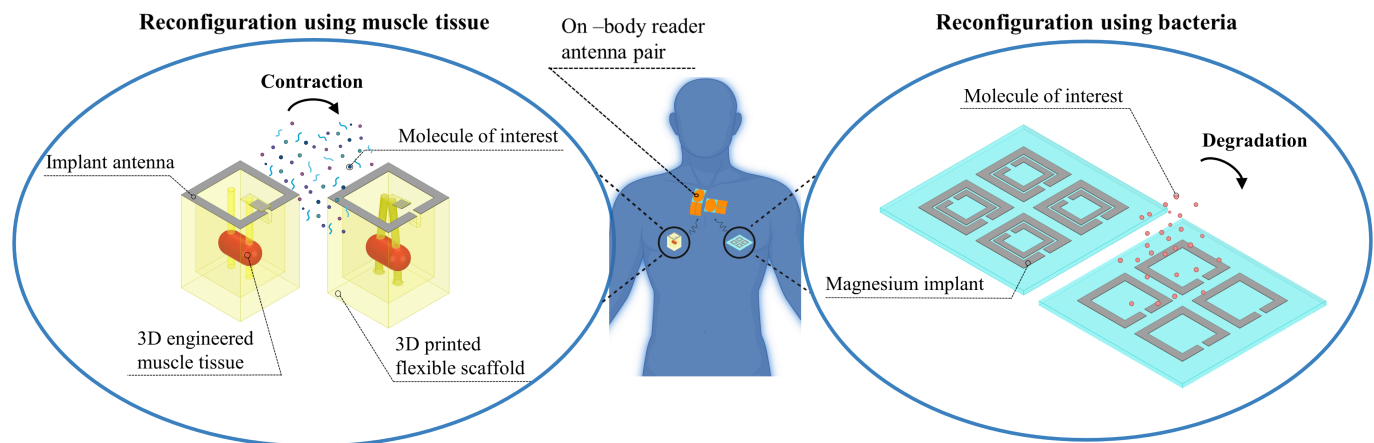 Reconfiguration using muscle tissue
On –body reader
antenna pair
Reconfiguration using bacteria
Contraction
Molecule of interest
Implant antenna
3D engineered
muscle tissue
3D printed
flexible scaffold
Molecule of interest
Degradation
Magnesium implant